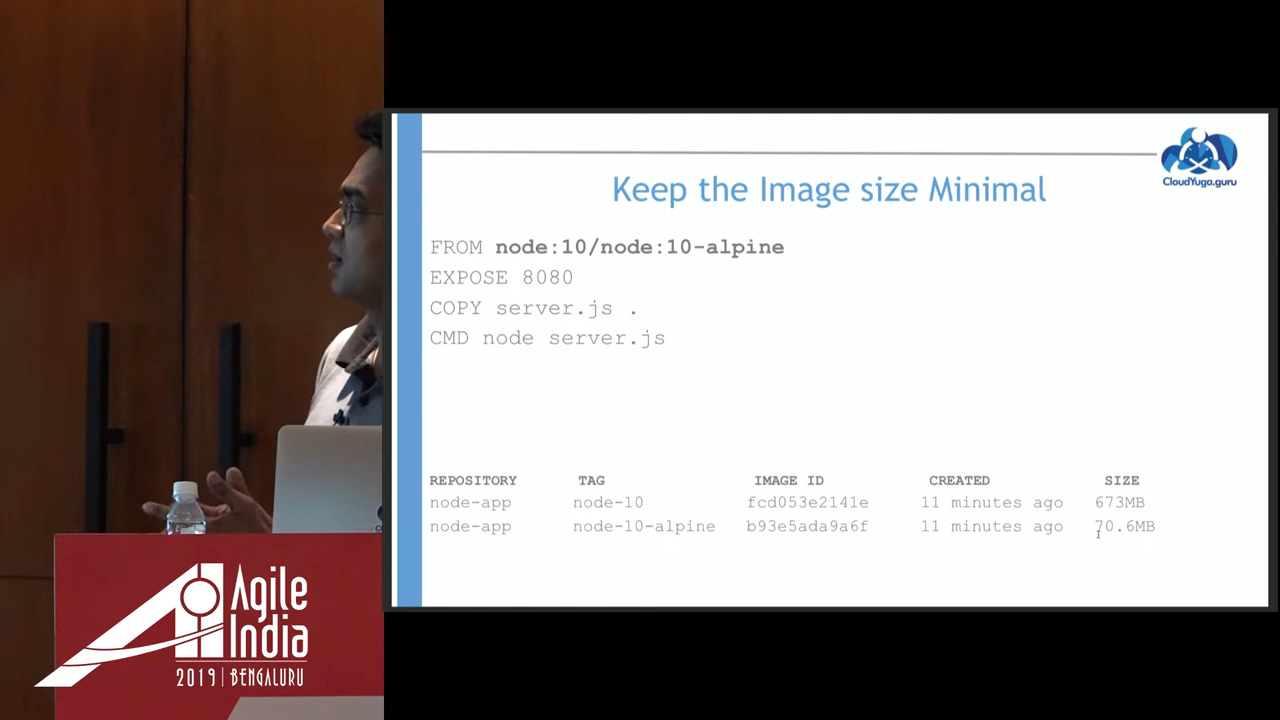 CloudYuga.guru
Keep the Image size Minimal
FROM node:10/node:10-alpine
EXPOSE 8080
COPY server.js .
CMD node server.js
REPOSITORY TAG IMAGE ID CREATED SIZE
node-app node-10 fcd053e2141e 11 minutes ago 673MB
node-app node-10-alpine b93e5ada9a6f 11 minutes ago 70.6MB
Agile
India
2019 | BENGALURU